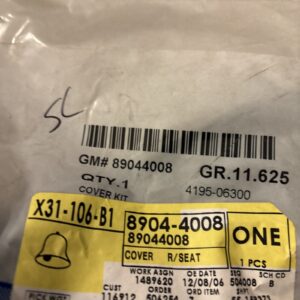 SL
GM# 89044008 GR.11.625
QTY.1 4195-06300
COVER KIT
X31-106-B1 8904-4008 ONE
89044008
COVER R/SEAT 1 PCS
WORK ASGN OE DATE SEQ SCH CD
1489620 12/08/06 504008 B
CUST ORDER ORD ITEM SHT
116912